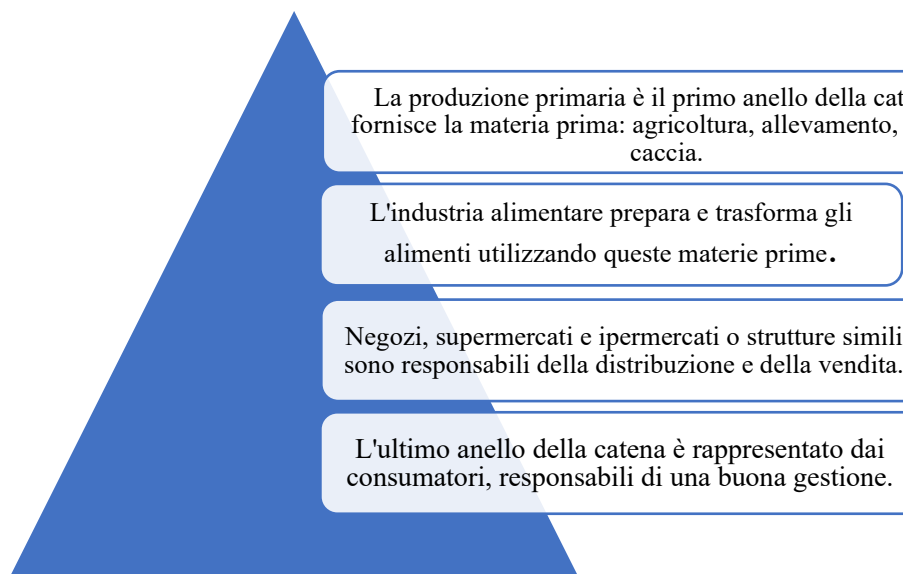 La produzione primaria è il primo anello della
fornisce la materia prima: agricoltura, allevamento,
caccia.
L'industria alimentare prepara e trasforma gli
alimenti utilizzando queste materie prime.
Negozi, supermercati e ipermercati o strutture simili
sono responsabili della distribuzione e della vendita.
L'ultimo anello della catena è rappresentato dai
consumatori, responsabili di una buona gestione.